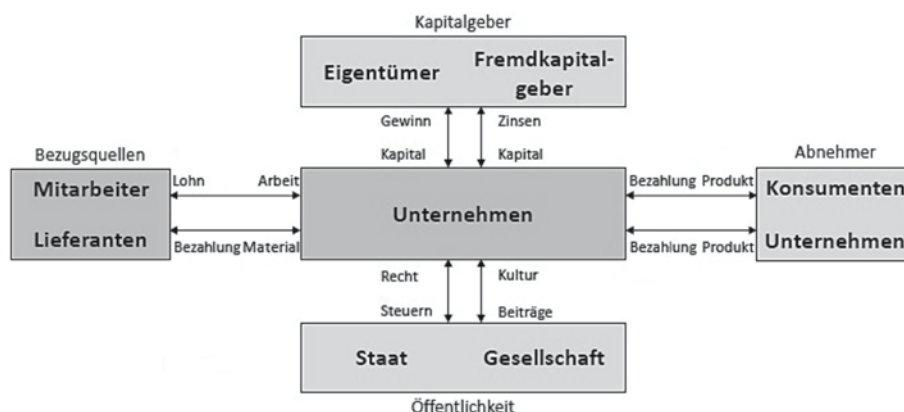 Kapitalgeber
Eigentümer Fremdkapital-
geber
Gewinn Zinsen
Kapital Kapital
Bezugsquellen Abnehmer
Mitarbeiter Lohn Arbeit Unternehmen Bezahlung Produkt Konsumenten
Lieferanten Bezahlung Material Bezahlung Produkt Unternehmen
Recht Kultur
Steuern Beiträge
Staat Gesellschaft
Öffentlichkeit